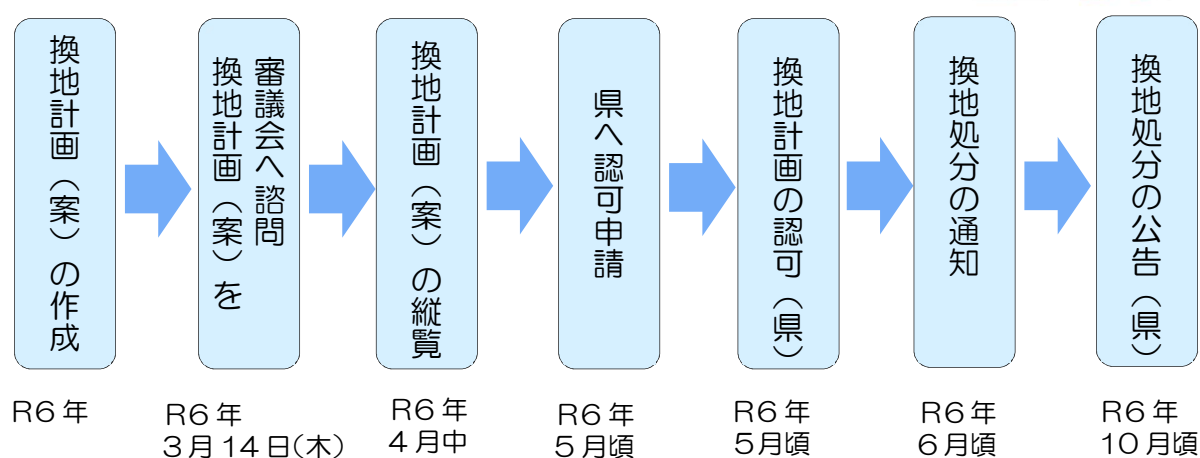 換地計画（案）の作成
換地計画（案）を
審議会へ諮問
換地計画（案）の縦覧
県へ認可申請
換地計画の認可（県）
換地処分の通知
換地処分の公告（県）
R6年
R6年
3月14日(木)
R6年
4月中
R6年
5月頃
R6年
5月頃
R6年
6月頃
R6年
10月頃